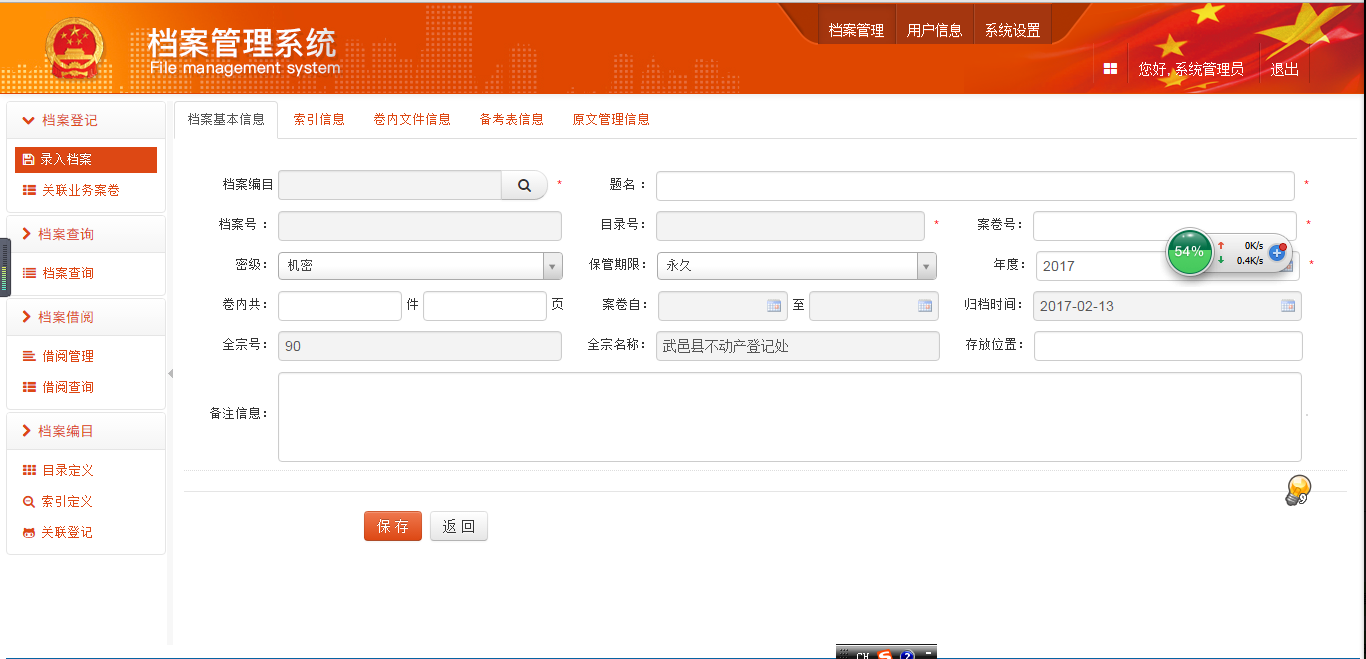 档案管理系统
File management system
档案管理 用户信息 系统设置
您好, 系统管理员 退出
档案登记
录入档案
关联业务案卷
档案查询
档案查询
档案借阅
借阅管理
借阅查询
档案编目
目录定义
索引定义
关联登记
档案基本信息 索引信息 卷内文件信息 备考表信息 原文管理信息
档案编目 * 题名： *
档案号： 目录号： * 案卷号： *
密级： 机密 保管期限： 永久 年度： 2017 *
54% 0K/s
0.4K/s
卷内共： 件 页 案卷自： 至 归档时间： 2017-02-13
全宗号： 90 全宗名称： 武邑县不动产登记处 存放位置：
备注信息：
9
保 存 返 回
CH S ?